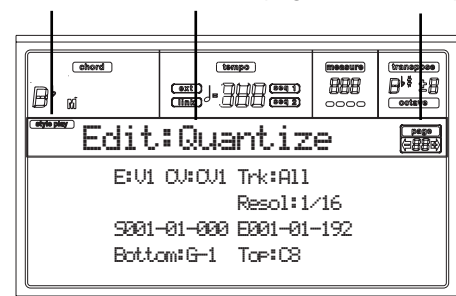 chord tempo measure transpose
ext seq 1
link seq 2
octave
style play Edit:Quantize page
E:V1 CV:CV1 Trk:All
Resol:1/16
S001-01-000 E001-01-192
Bottom:G-1 Top:C8